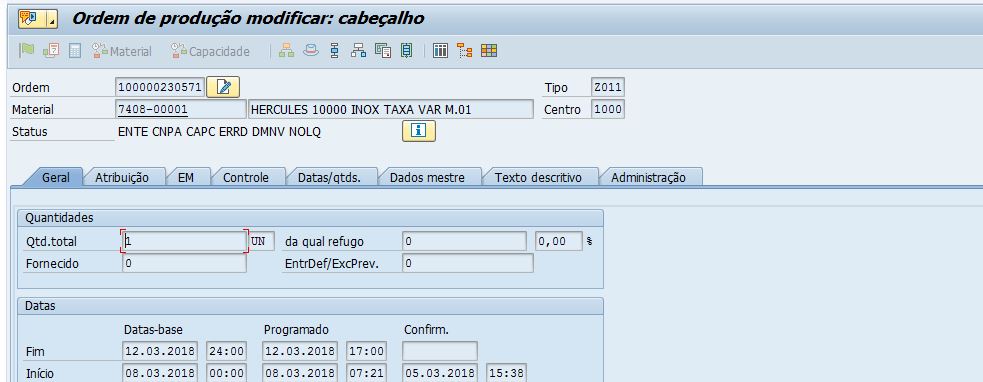 Ordem de produção modificar: cabeçalho
Material Capacidade
Ordem 100000230571 Tipo Z011
Material 7408-00001 HERCULES 10000 INOX TAXA VAR M.01 Centro 1000
Status ENTE CNPA CAPC ERRD DMNV NOLQ
Geral Atribuição EM Controle Datas/qtds. Dados mestre Texto descritivo Administração
Quantidades
Qtd.total 1 UN da qual refugo 0 0,00 %
Fornecido 0 EntrDef/ExcPrev. 0
Datas
Datas-base Programado Confirm.
Fim 12.03.2018 24:00 12.03.2018 17:00
Início 08.03.2018 00:00 08.03.2018 07:21 05.03.2018 15:38